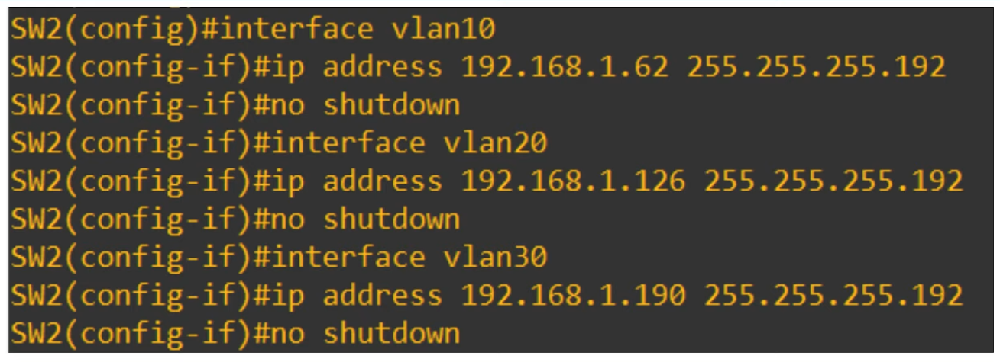 SW2(config)#interface vlan10
SW2(config-if)#ip address 192.168.1.62 255.255.255.192
SW2(config-if)#no shutdown
SW2(config-if)#interface vlan20
SW2(config-if)#ip address 192.168.1.126 255.255.255.192
SW2(config-if)#no shutdown
SW2(config-if)#interface vlan30
SW2(config-if)#ip address 192.168.1.190 255.255.255.192
SW2(config-if)#no shutdown